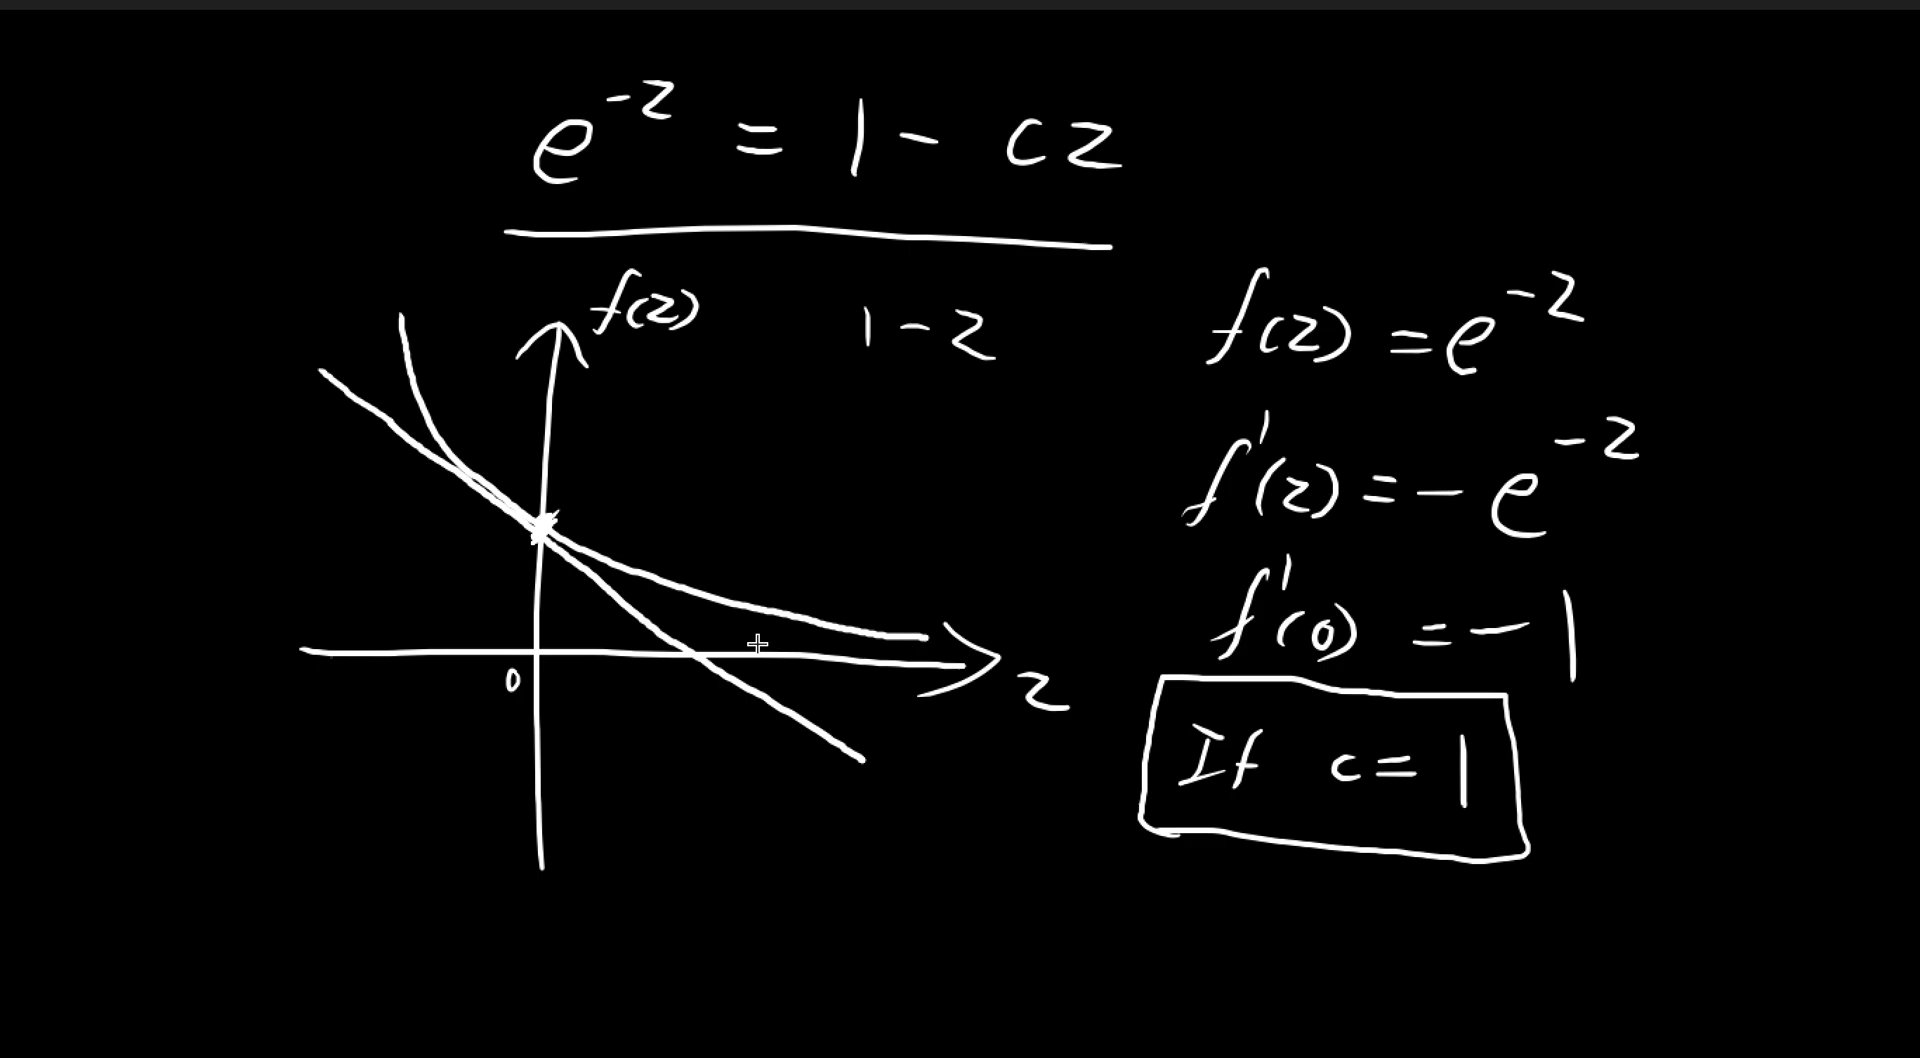 e^{-z} = 1 - cz
f(z)
1 - z
0
z
f(z) = e^{-z}
f'(z) = -e^{-z}
f'(0) = -1
If c = 1